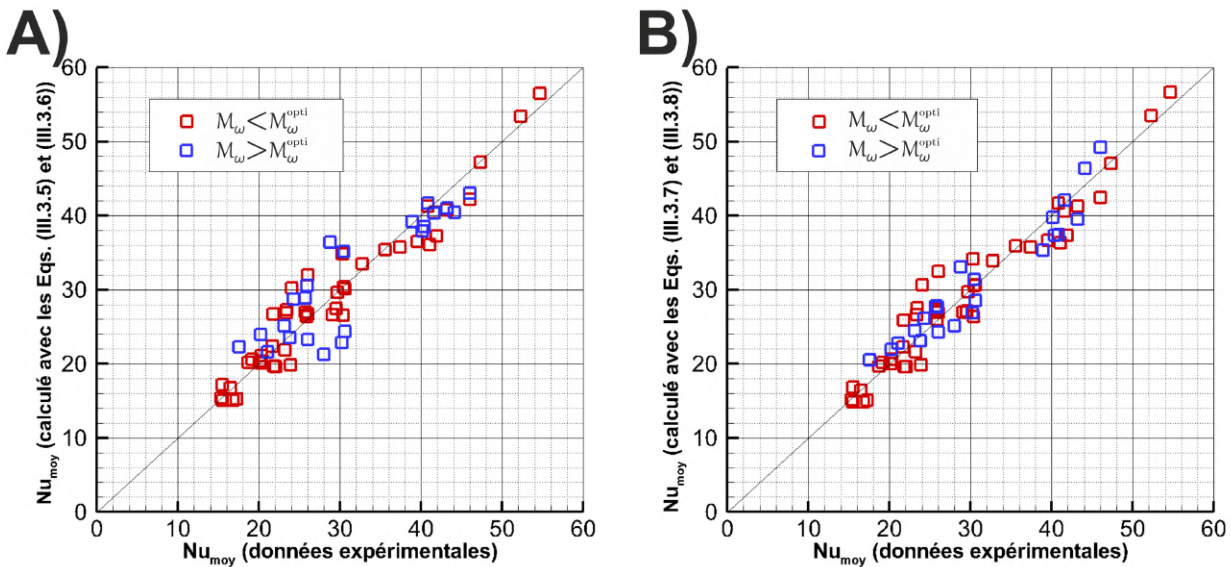 A)
Nu_moy (calculé avec les Eqs. (III.3.5) et (III.3.6))
60
50
40
30
20
10
0
M_ω<M_ω^opti
M_ω>M_ω^opti
0 10 20 30 40 50 60
Nu_moy (données expérimentales)
B)
Nu_moy (calculé avec les Eqs. (III.3.7) et (III.3.8))
60
50
40
30
20
10
0
M_ω<M_ω^opti
M_ω>M_ω^opti
0 10 20 30 40 50 60
Nu_moy (données expérimentales)